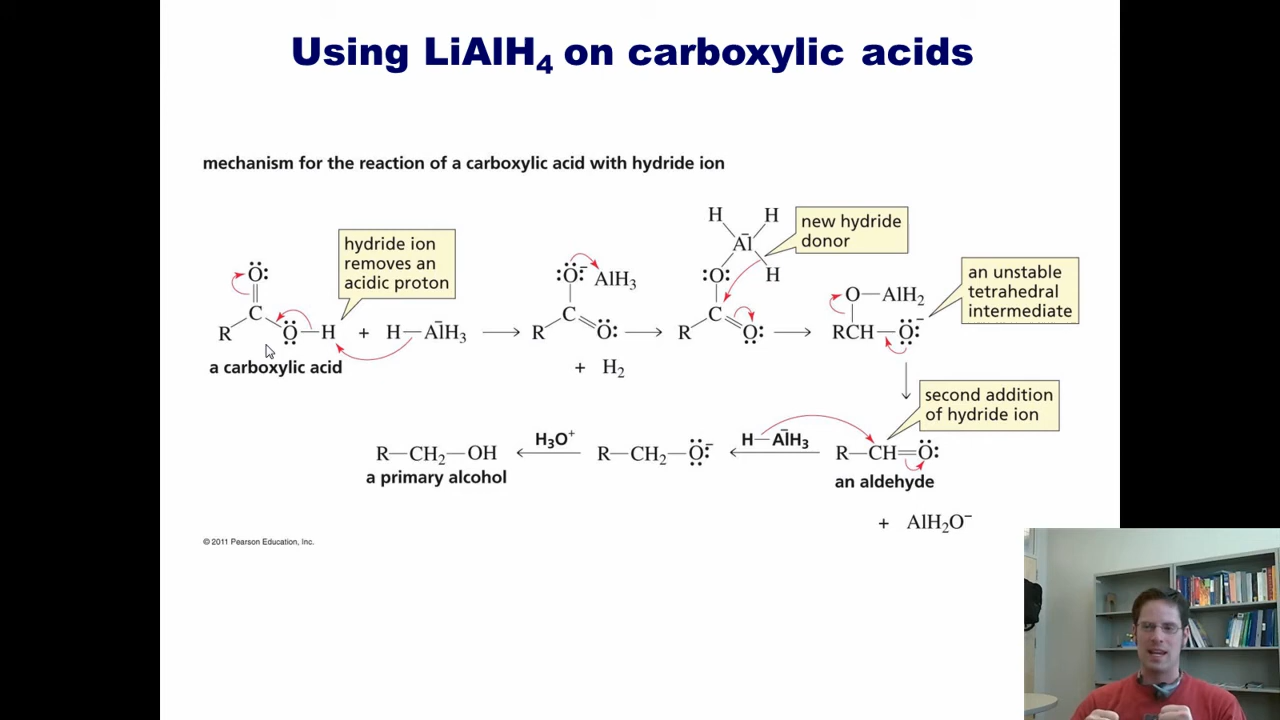 Using LiAlH₄ on carboxylic acids
mechanism for the reaction of a carboxylic acid with hydride ion
hydride ion
removes an
acidic proton
O
C
R
O—H
a carboxylic acid
+
H—AlH₃
O⁻
AlH₃
C
R
O
+ H₂
H
H
Al
H
new hydride
donor
O
C
R
O
O—AlH₂
RCH—O⁻
an unstable
tetrahedral
intermediate
second addition
of hydride ion
R—CH=O
an aldehyde
+ AlH₂O⁻
H—AlH₃
R—CH₂—O⁻
H₃O⁺
R—CH₂—OH
a primary alcohol
© 2011 Pearson Education, Inc.